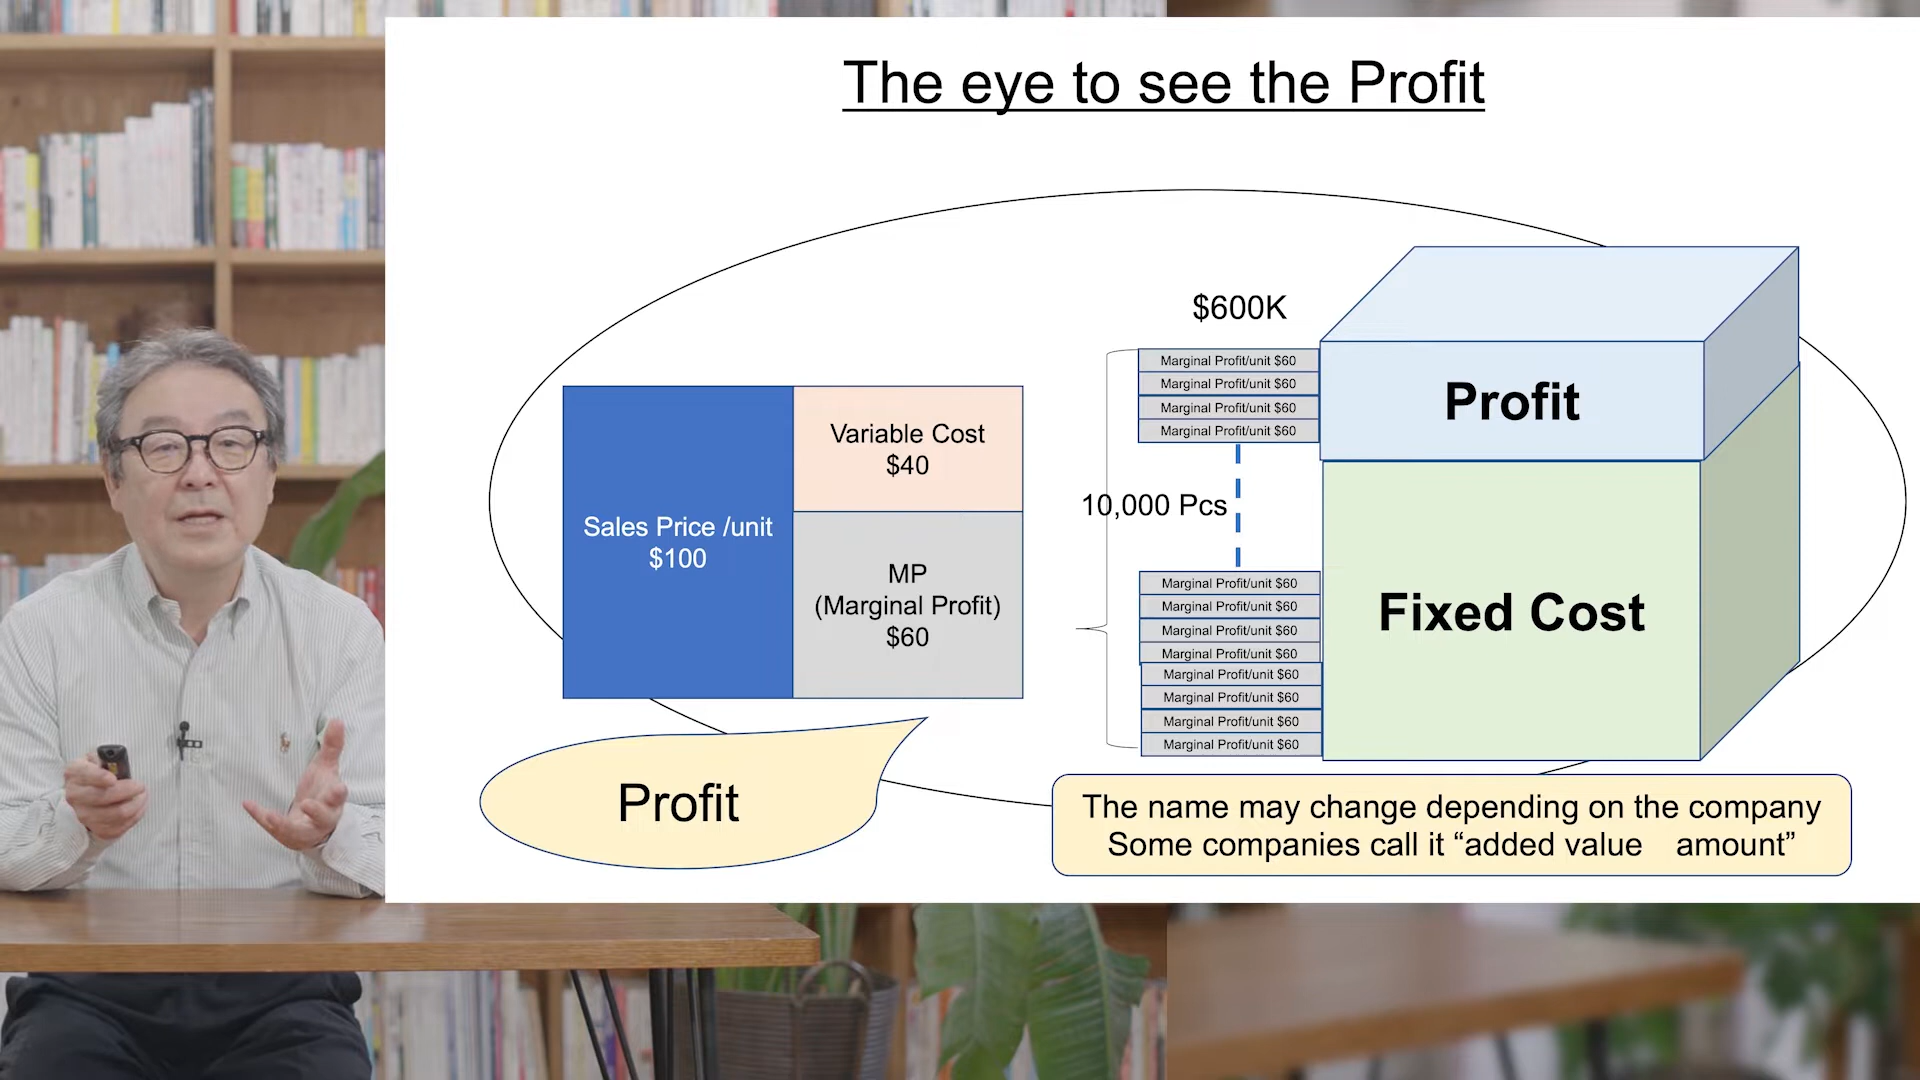 The eye to see the Profit
$600K
Sales Price /unit
$100
Variable Cost
$40
MP
(Marginal Profit)
$60
Marginal Profit/unit $60
Marginal Profit/unit $60
Marginal Profit/unit $60
Marginal Profit/unit $60
10,000 Pcs
Marginal Profit/unit $60
Marginal Profit/unit $60
Marginal Profit/unit $60
Marginal Profit/unit $60
Marginal Profit/unit $60
Marginal Profit/unit $60
Marginal Profit/unit $60
Marginal Profit/unit $60
Profit
Fixed Cost
Profit
The name may change depending on the company
Some companies call it “added value amount”